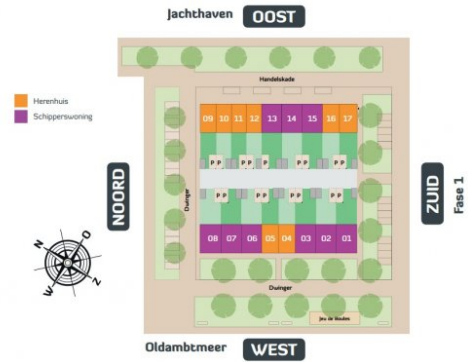 Jachthaven OOST
Handelskade
Herenhuis
Schipperswoning
09 10 11 12 13 14 15 16 17
P P P P P P P P
NOORD
Dwinger
ZUID
Fase 1
P P P P P P P P
N O
W Z
08 07 06 05 04 03 02 01
Dwinger
Jeu de Boules
Oldambtmeer WEST